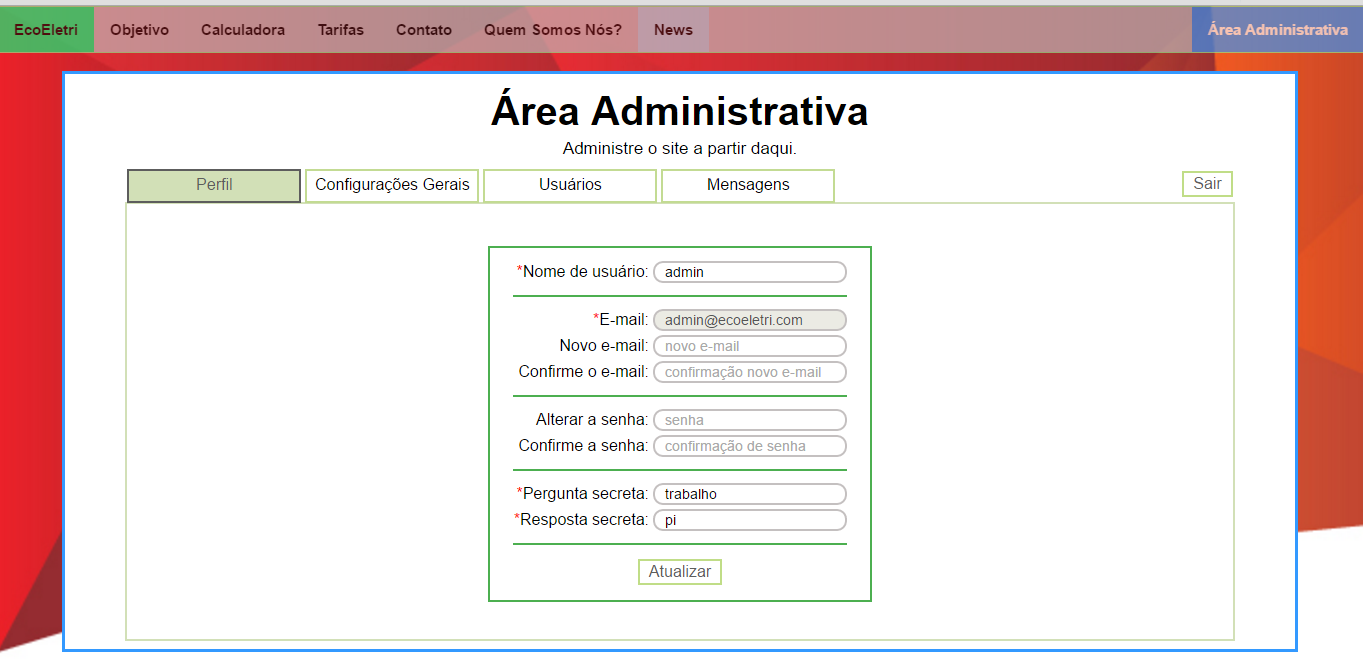 EcoEletri Objetivo Calculadora Tarifas Contato Quem Somos Nós? News Área Administrativa
Área Administrativa
Administre o site a partir daqui.
Perfil Configurações Gerais Usuários Mensagens Sair
*Nome de usuário: admin
*E-mail: admin@ecoeletri.com
Novo e-mail: novo e-mail
Confirme o e-mail: confirmação novo e-mail
Alterar a senha: senha
Confirme a senha: confirmação de senha
*Pergunta secreta: trabalho
*Resposta secreta: pi
Atualizar